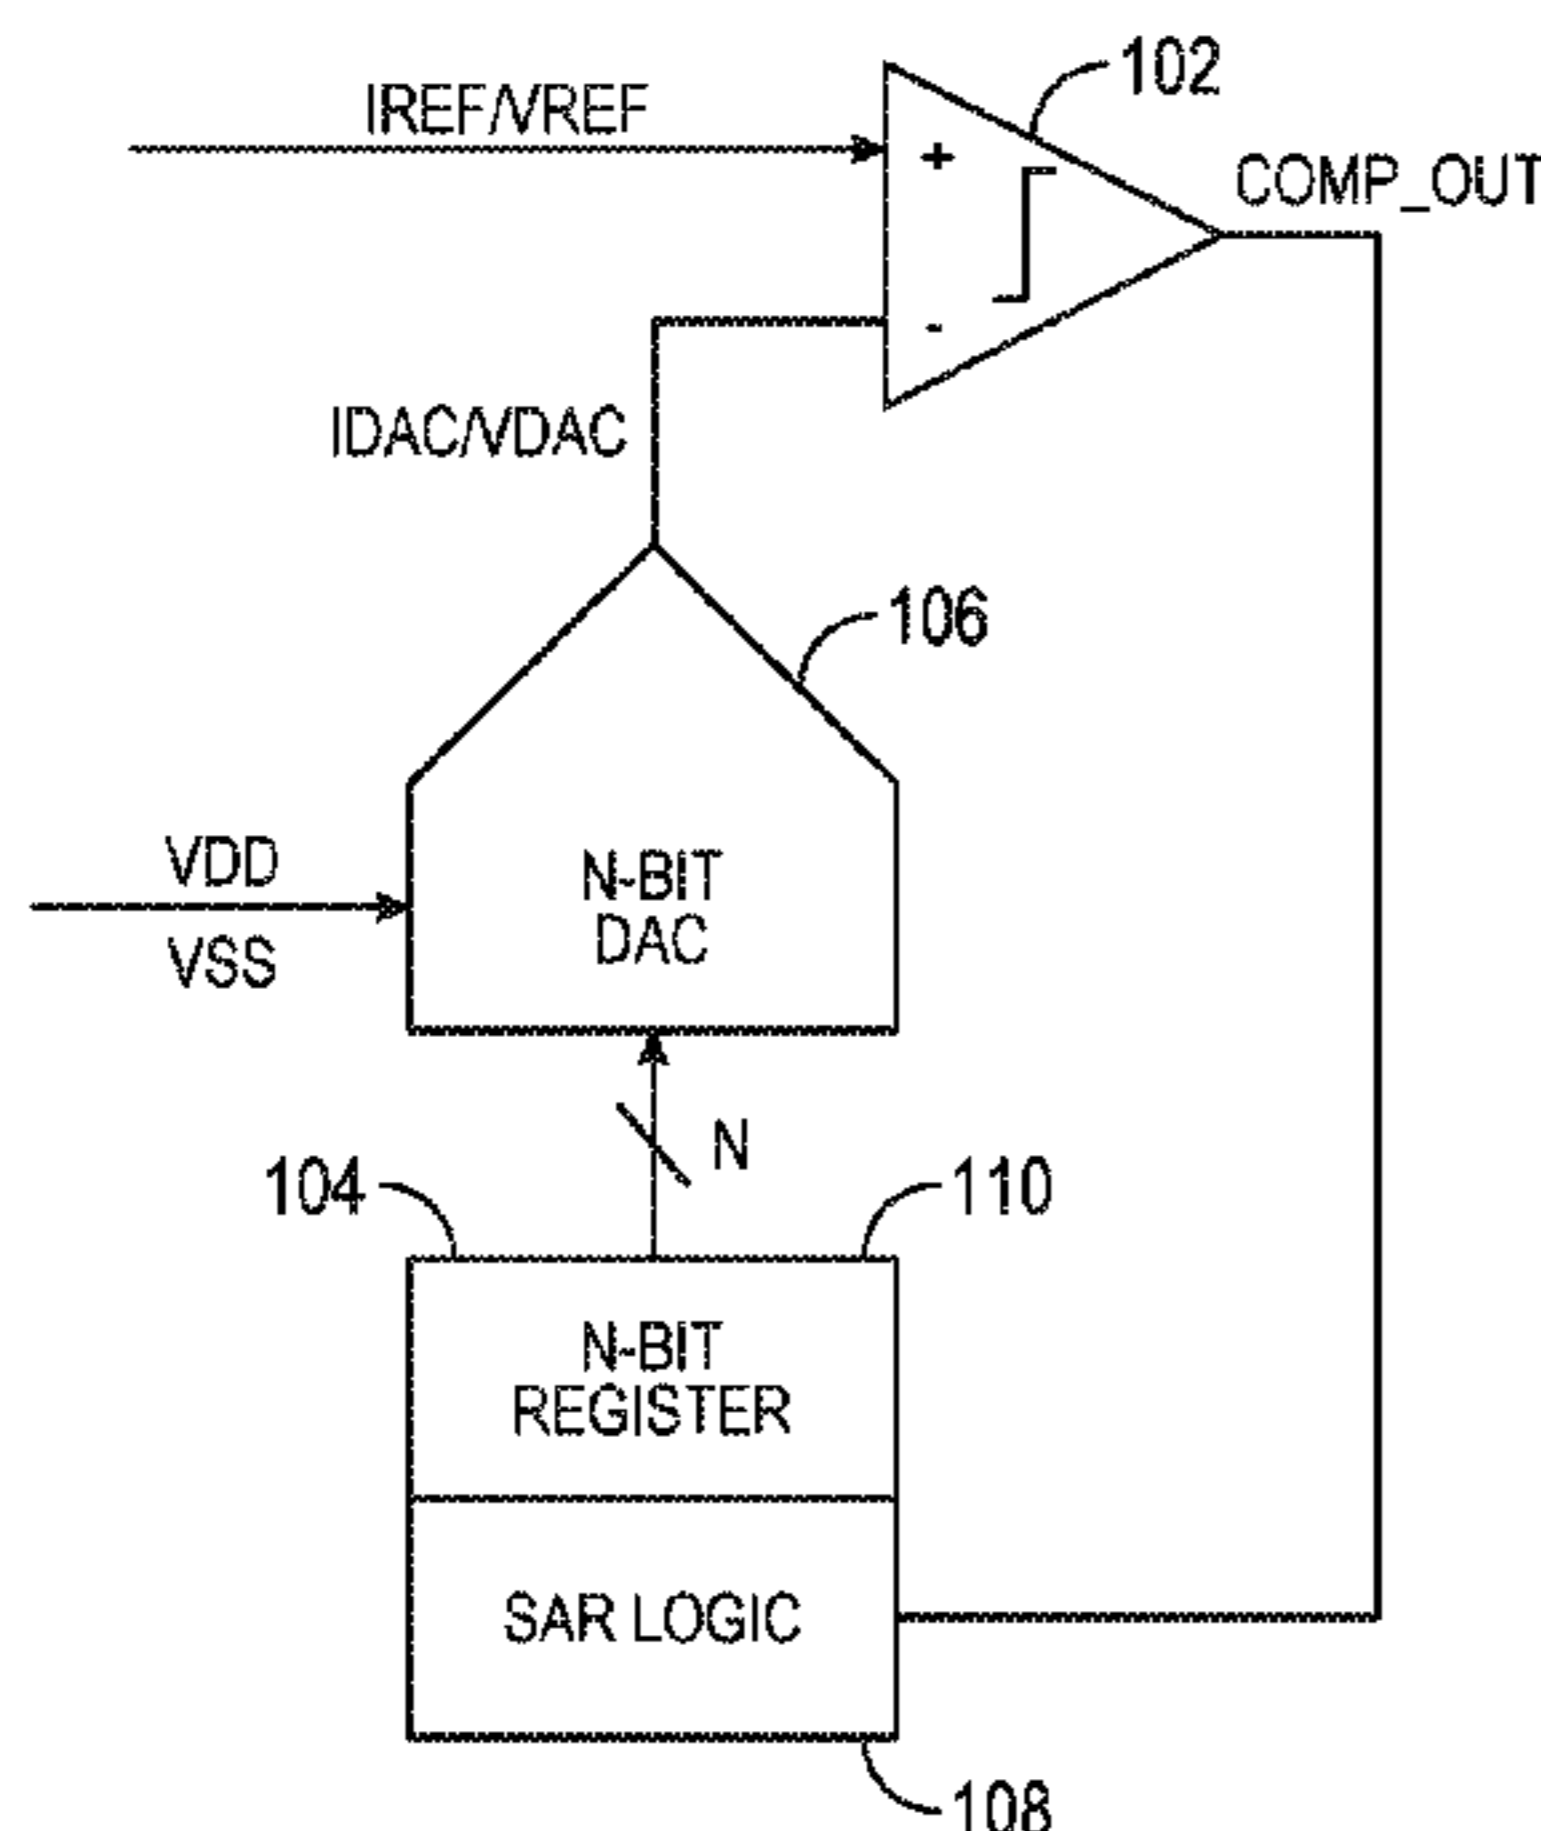 102
IREF/VREF
+
COMP_OUT
-
IDAC/VDAC
106
VDD
N-BIT
DAC
VSS
N
104
110
N-BIT
REGISTER
SAR LOGIC
108